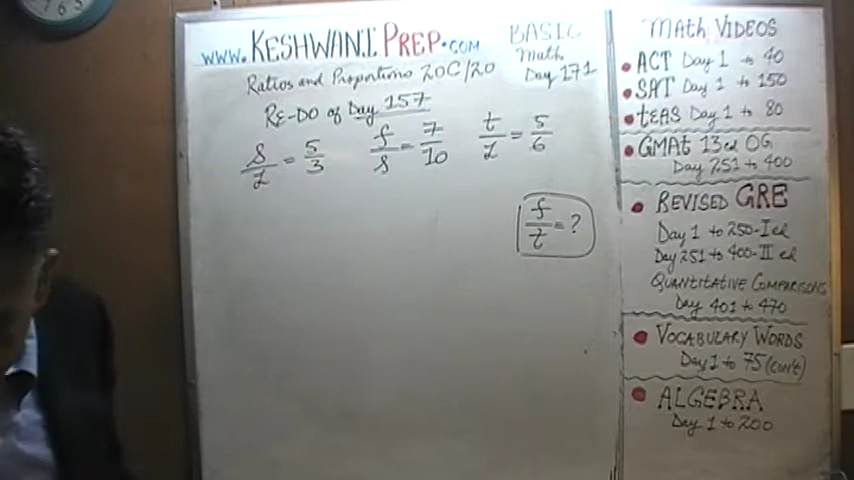 www.KESHWANI PREP.COM
BASIC
Math
Day 171
Ratios and Proportions 20C/20
RE-DO of Day 157
s/l = 5/3
f/s = 7/10
t/l = 5/6
f/t = ?
Math VIDEOS
ACT Day 1 to 40
SAT Day 1 to 150
tEAS Day 1 to 80
GMAt 13 ed OG
Day 251 to 400
REVISED GRE
Day 1 to 250-I ed
Day 251 to 400-II ed
QUANTITATIVE COMPARISONS
Day 401 to 470
VOCABULARY WORDS
Day 1 to 75 (con't)
ALGEBRA
Day 1 to 200